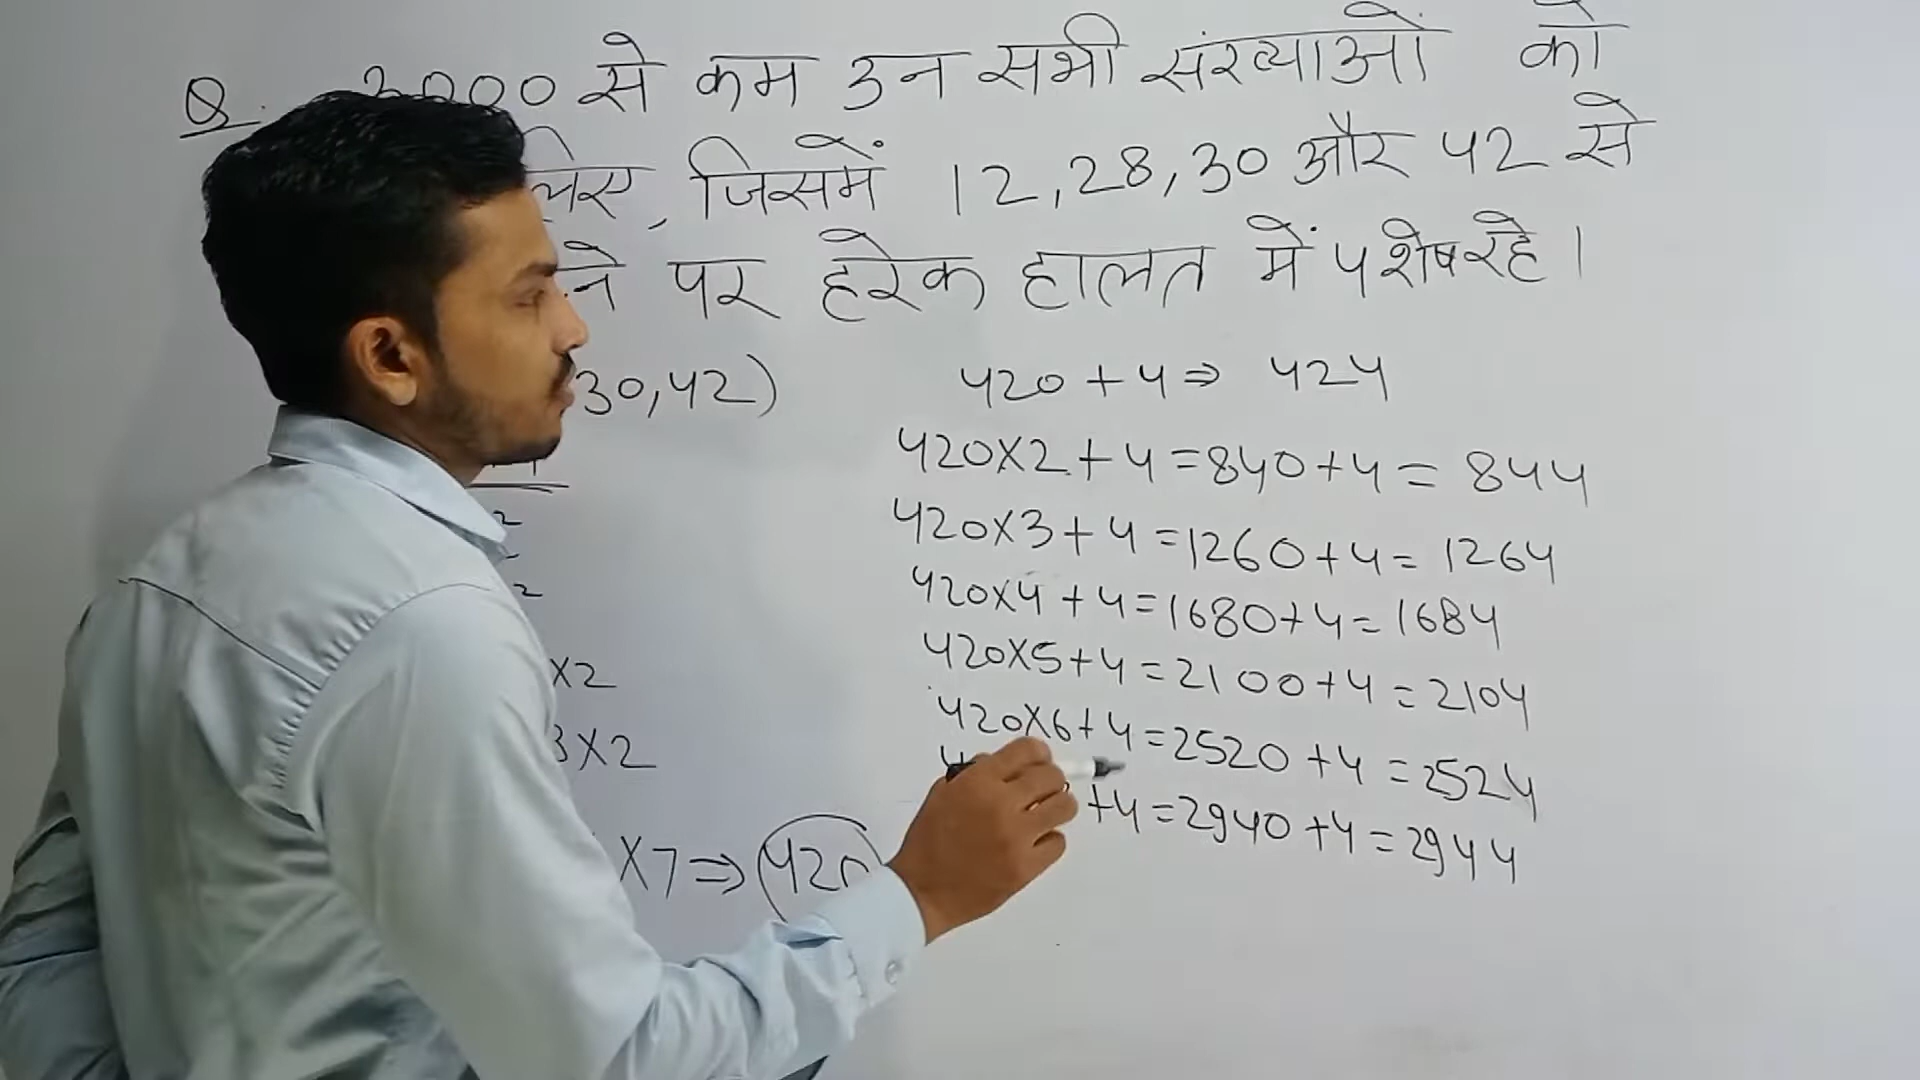 Q. 3000 से कम उन सभी संख्याओं को
लिए, जिसमें 12,28,30 और 42 से
ने पर हरेक हालत में 4 शेष रहे।
30,42)
2
2
X2
3X2
X7⇒420
420+4⇒ 424
420X2+4=840+4= 844
420X3+4=1260+4= 1264
420X4+4=1680+4= 1684
420X5+4=2100+4=2104
420X6+4=2520+4=2524
+4=2940+4=2944